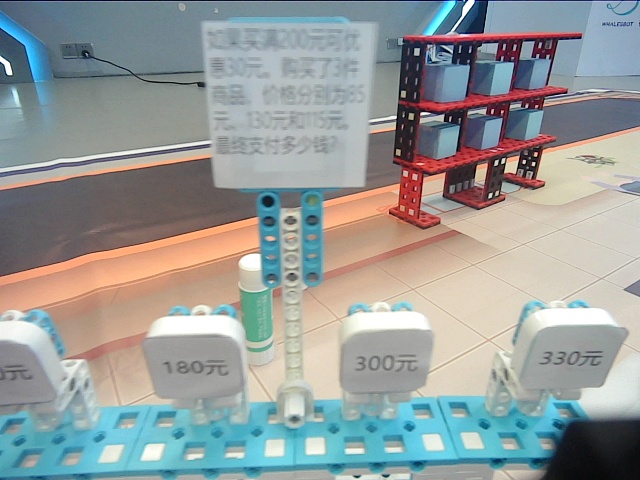 如果买满200元可优
惠30元。购买了3件
商品，价格分别为85
元、130元和115元。
最终支付多少钱?
180元
300元
330元
WHALESBOT